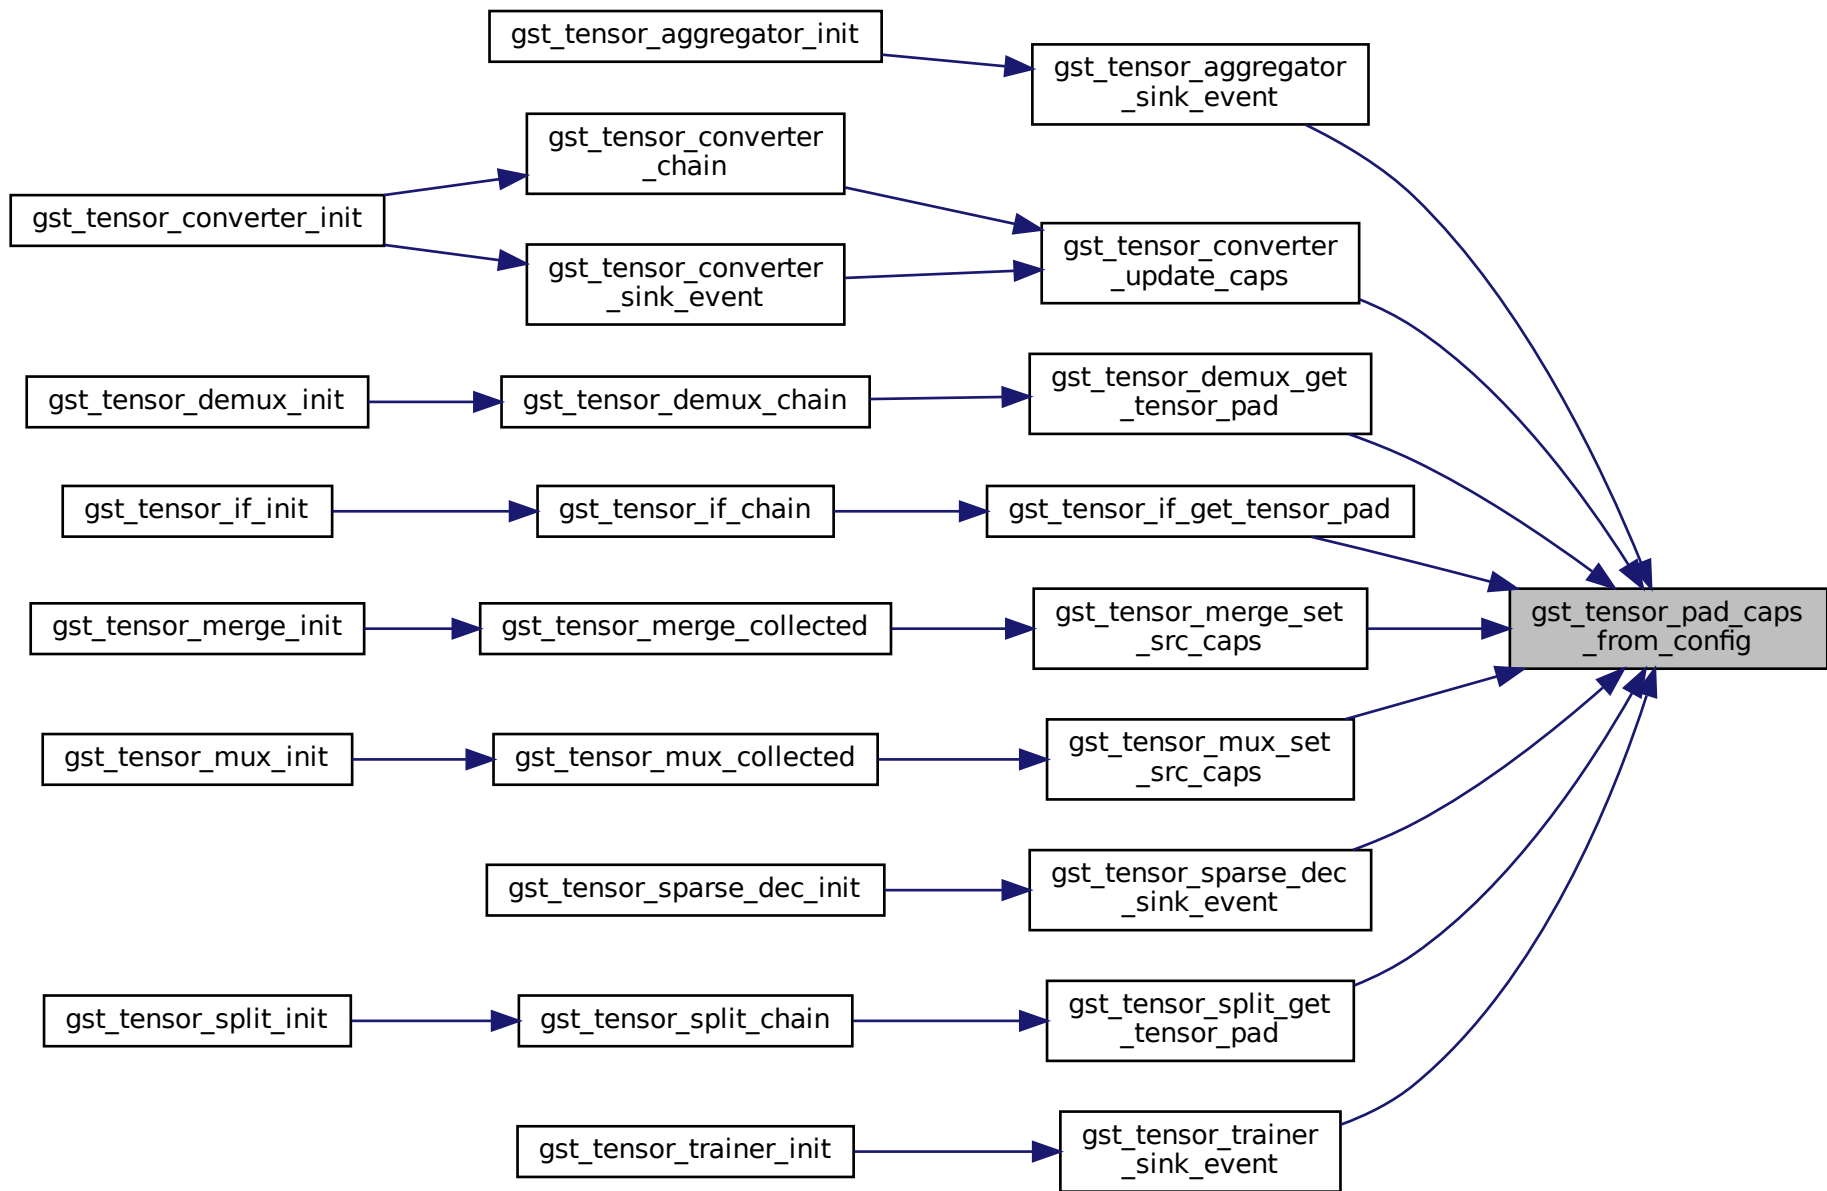 gst_tensor_aggregator_init
gst_tensor_aggregator
_sink_event
gst_tensor_converter
_chain
gst_tensor_converter_init
gst_tensor_converter
_update_caps
gst_tensor_converter
_sink_event
gst_tensor_demux_get
_tensor_pad
gst_tensor_demux_init
gst_tensor_demux_chain
gst_tensor_if_init
gst_tensor_if_chain
gst_tensor_if_get_tensor_pad
gst_tensor_pad_caps
_from_config
gst_tensor_merge_init
gst_tensor_merge_collected
gst_tensor_merge_set
_src_caps
gst_tensor_mux_init
gst_tensor_mux_collected
gst_tensor_mux_set
_src_caps
gst_tensor_sparse_dec_init
gst_tensor_sparse_dec
_sink_event
gst_tensor_split_init
gst_tensor_split_chain
gst_tensor_split_get
_tensor_pad
gst_tensor_trainer_init
gst_tensor_trainer
_sink_event